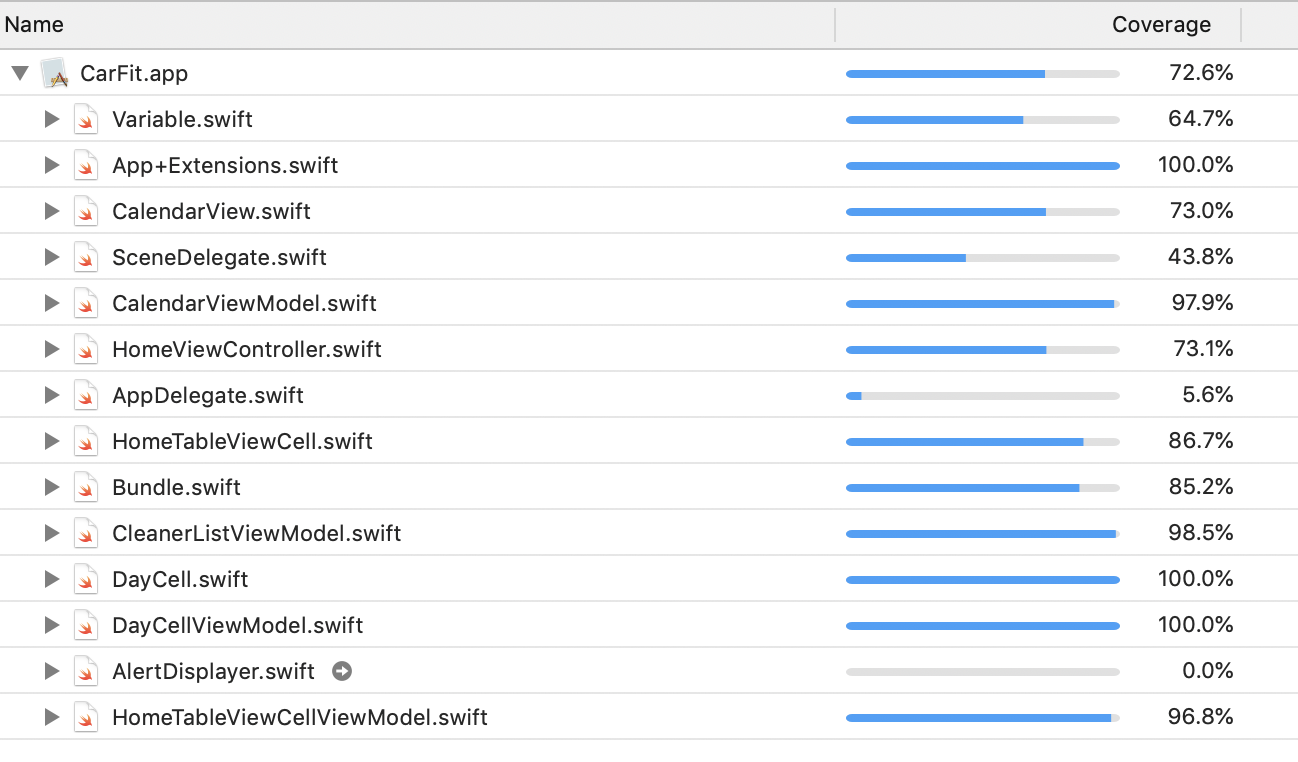 Name Coverage
CarFit.app 72.6%
Variable.swift 64.7%
App+Extensions.swift 100.0%
CalendarView.swift 73.0%
SceneDelegate.swift 43.8%
CalendarViewModel.swift 97.9%
HomeViewController.swift 73.1%
AppDelegate.swift 5.6%
HomeTableViewCell.swift 86.7%
Bundle.swift 85.2%
CleanerListViewModel.swift 98.5%
DayCell.swift 100.0%
DayCellViewModel.swift 100.0%
AlertDisplayer.swift 0.0%
HomeTableViewCellViewModel.swift 96.8%